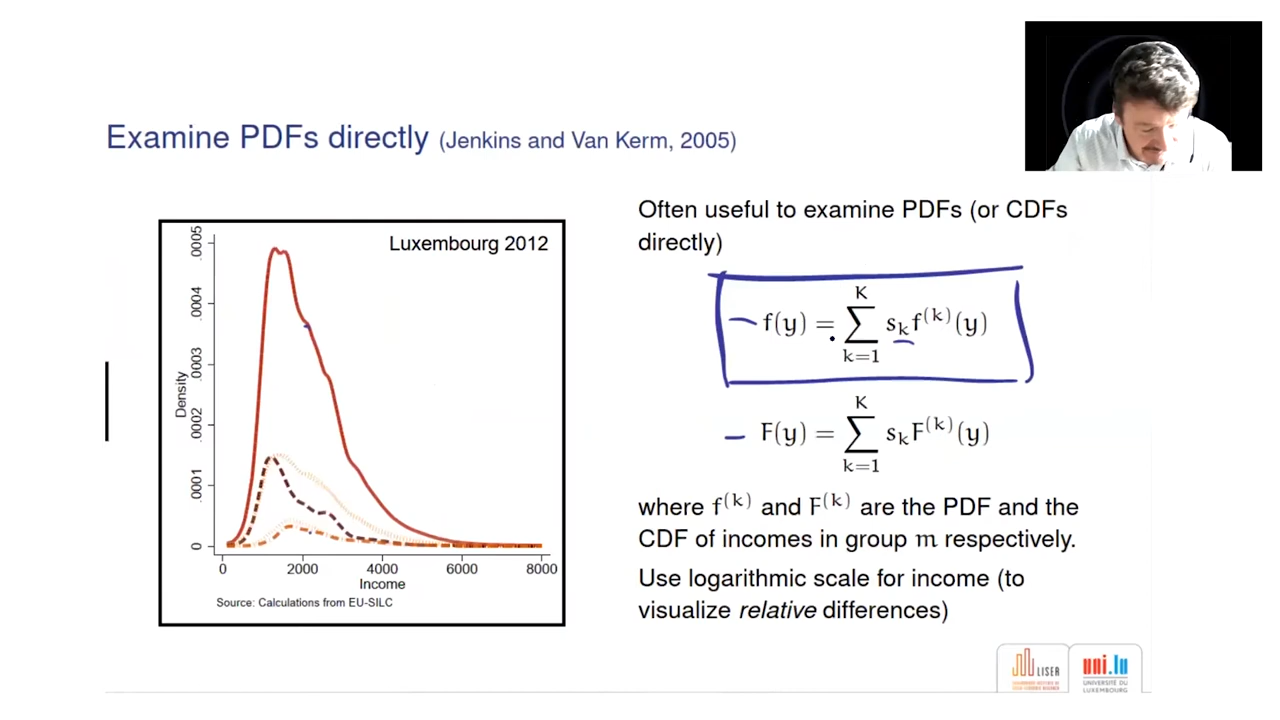 Examine PDFs directly (Jenkins and Van Kerm, 2005)
Luxembourg 2012
Density
0 .0001 .0002 .0003 .0004 .0005
0 2000 4000 6000 8000
Income
Source: Calculations from EU-SILC
Often useful to examine PDFs (or CDFs
directly)
f(y) = ∑_{k=1}^{K} s_k f^{(k)}(y)
F(y) = ∑_{k=1}^{K} s_k F^{(k)}(y)
where f^{(k)} and F^{(k)} are the PDF and the
CDF of incomes in group m respectively.
Use logarithmic scale for income (to
visualize relative differences)
LISER
uni.lu
UNIVERSITÉ DU
LUXEMBOURG